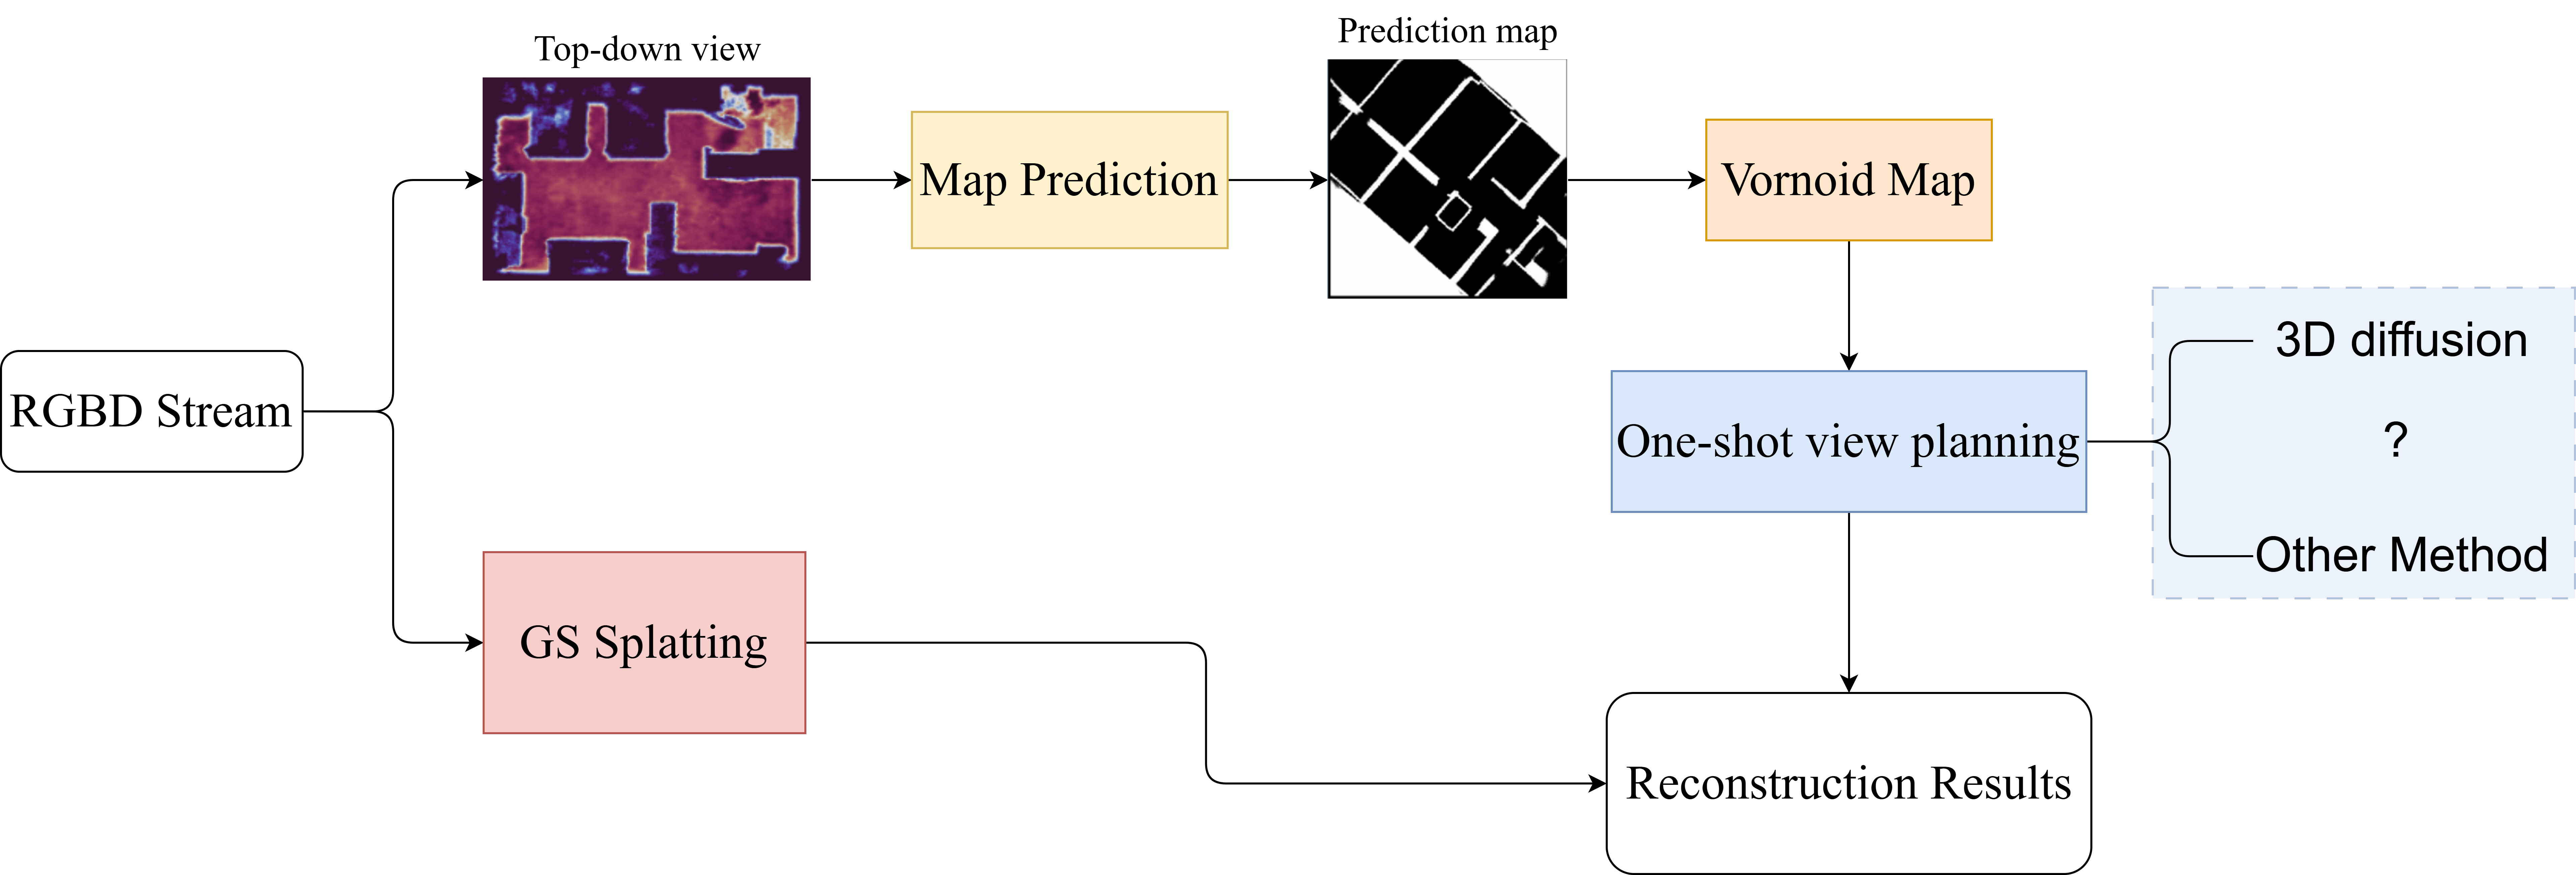 Top-down view
Prediction map
Map Prediction
Vornoid Map
RGBD Stream
One-shot view planning
3D diffusion
?
Other Method
GS Splatting
Reconstruction Results